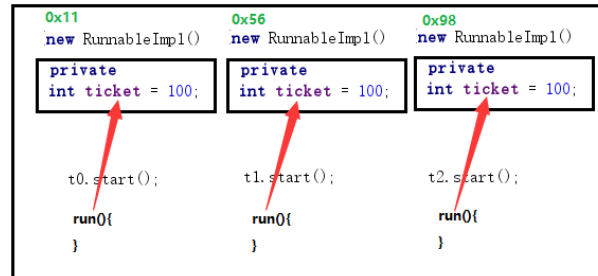 0x11
new RunnableImpl()
private
int ticket = 100;
t0.start();
run(){
}
0x56
new RunnableImpl()
private
int ticket = 100;
t1.start();
run(){
}
0x98
new RunnableImpl()
private
int ticket = 100;
t2.start();
run(){
}